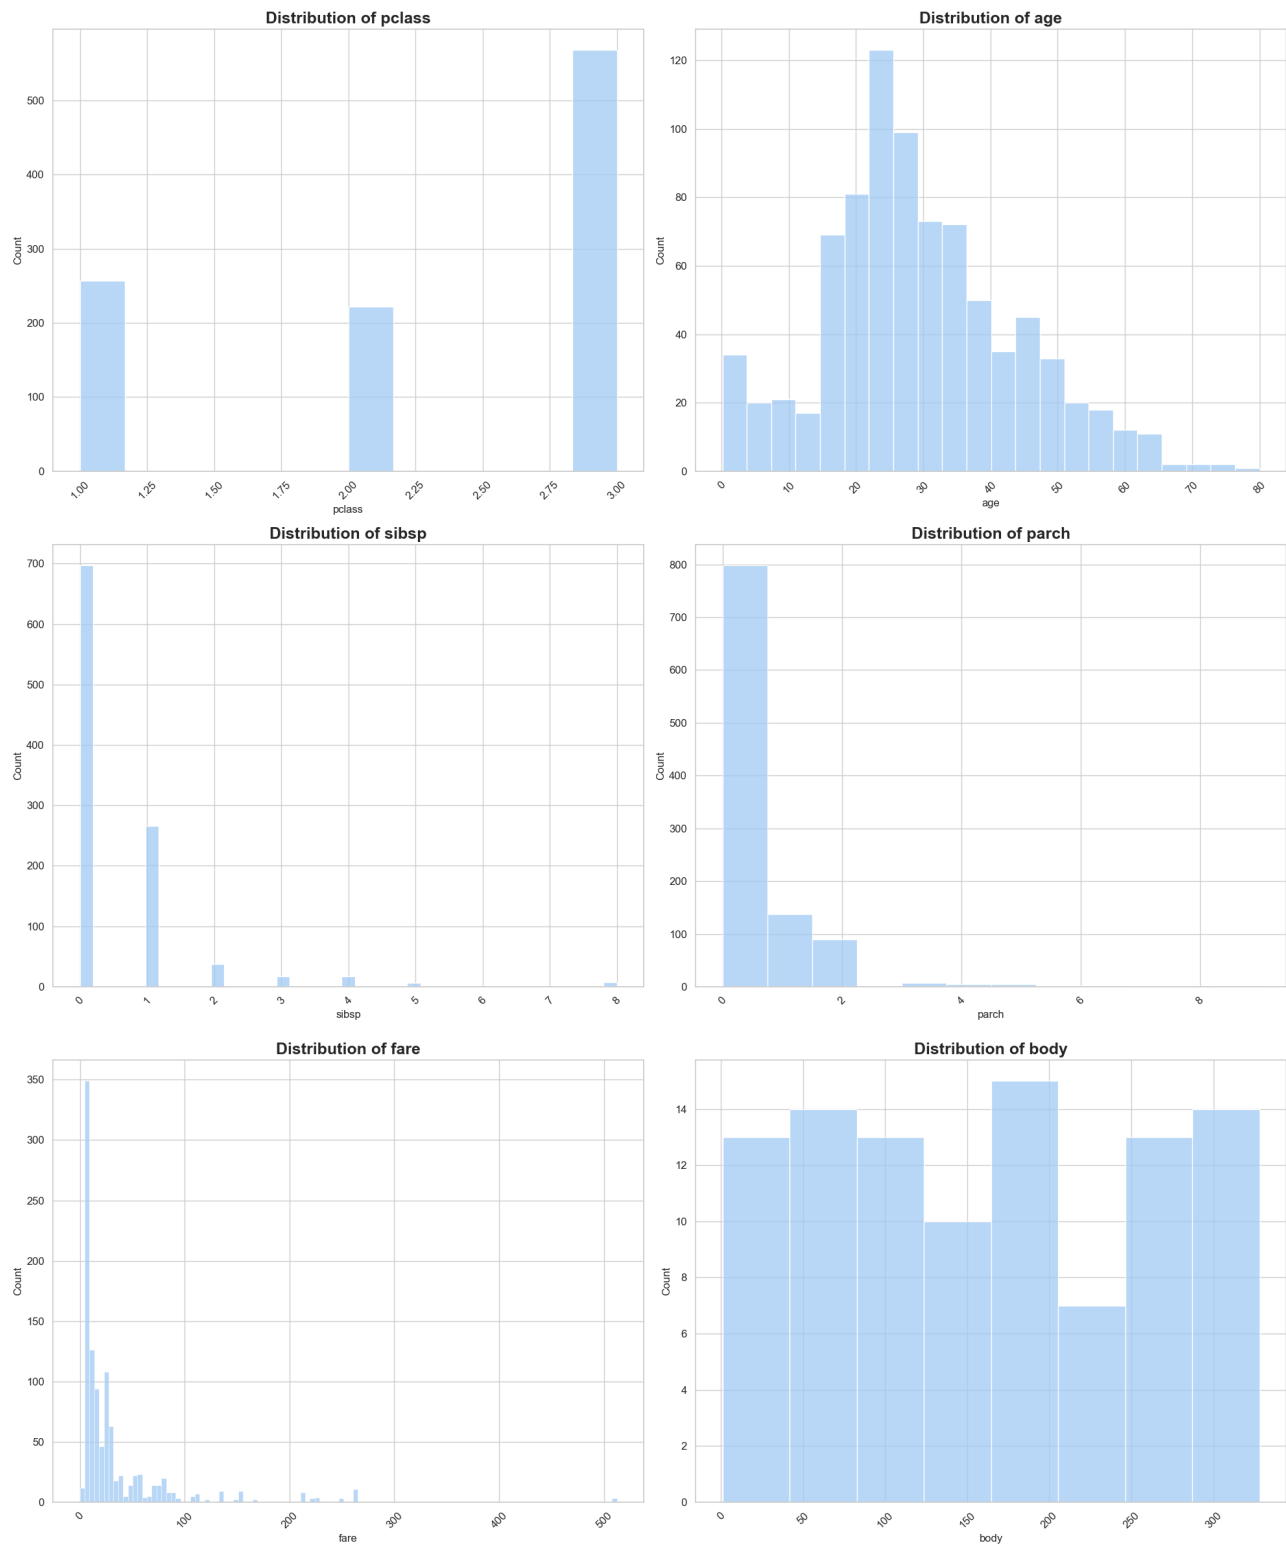 Distribution of pclass
Count
500
400
300
200
100
0
1.00 1.25 1.50 1.75 2.00 2.25 2.50 2.75 3.00
pclass
Distribution of age
Count
120
100
80
60
40
20
0
0 10 20 30 40 50 60 70 80
age
Distribution of sibsp
Count
700
600
500
400
300
200
100
0
0 1 2 3 4 5 6 7 8
sibsp
Distribution of parch
Count
800
700
600
500
400
300
200
100
0
0 2 4 6 8
parch
Distribution of fare
Count
350
300
250
200
150
100
50
0
0 100 200 300 400 500
fare
Distribution of body
Count
14
12
10
8
6
4
2
0
0 50 100 150 200 250 300
body